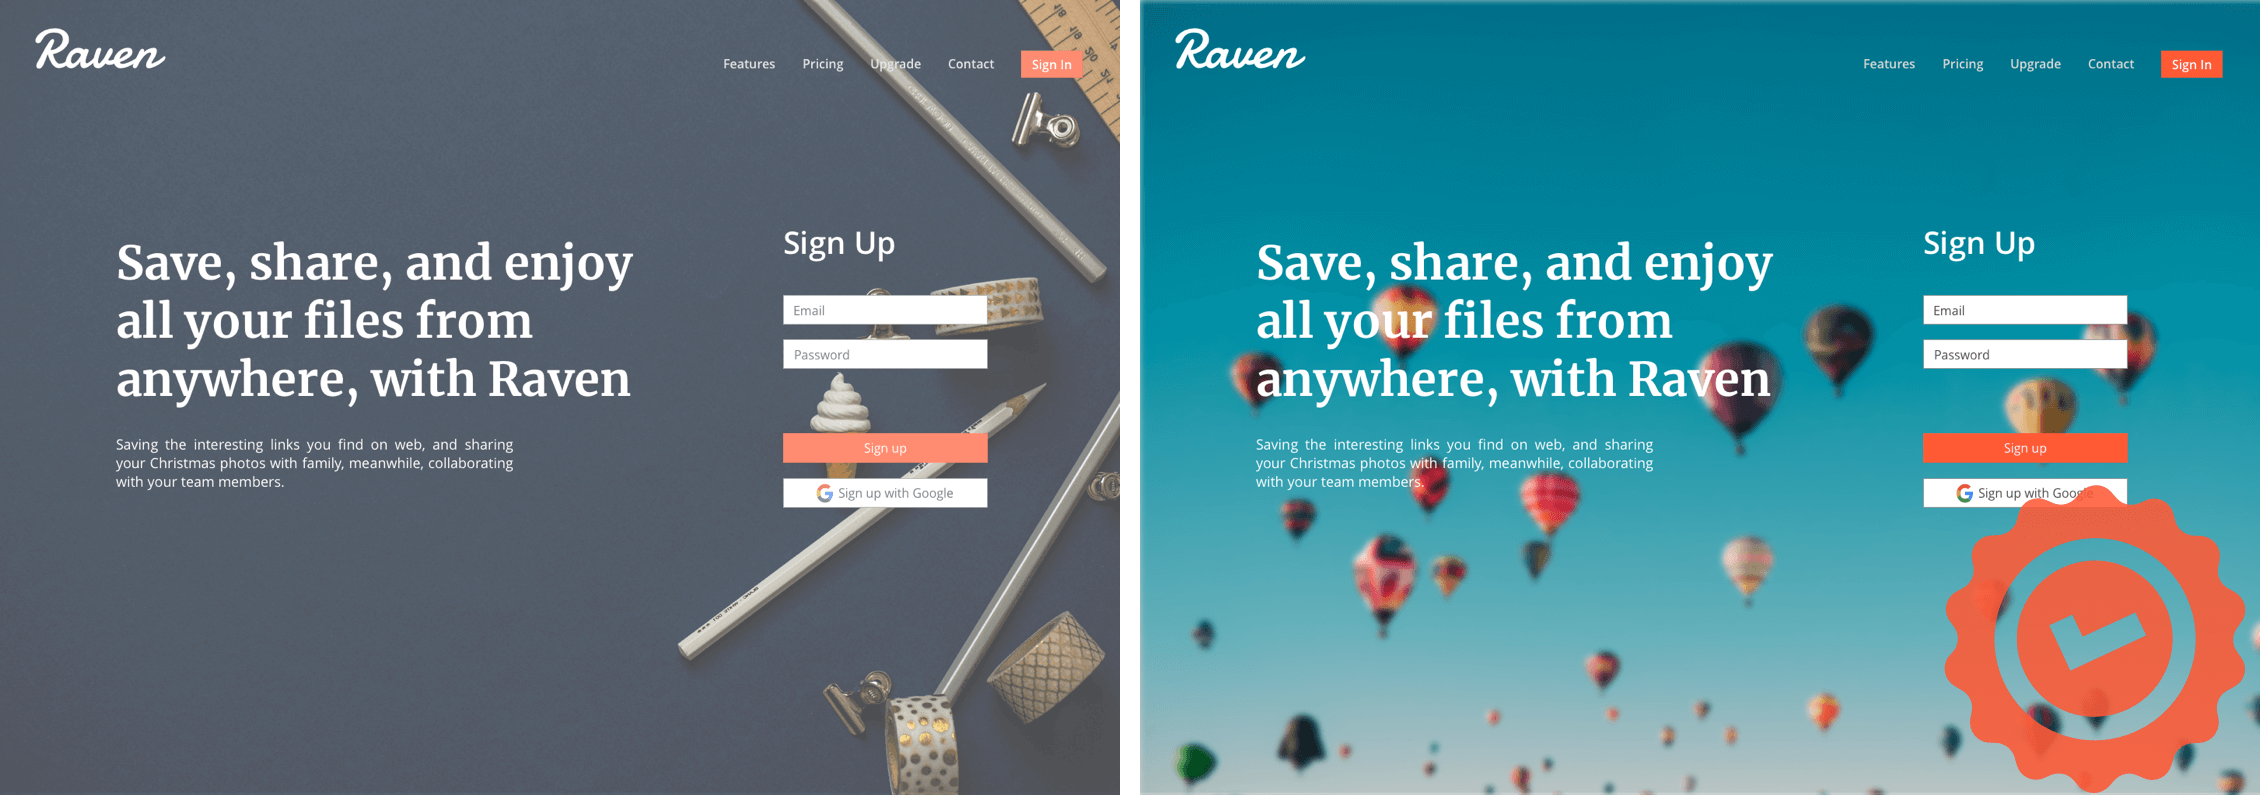 Raven
Features Pricing Upgrade Contact Sign In
Save, share, and enjoy
all your files from
anywhere, with Raven
Saving the interesting links you find on web, and sharing
your Christmas photos with family, meanwhile, collaborating
with your team members.
Sign Up
Email
Password
Sign up
Sign up with Google
Raven
Features Pricing Upgrade Contact Sign In
Save, share, and enjoy
all your files from
anywhere, with Raven
Saving the interesting links you find on web, and sharing
your Christmas photos with family, meanwhile, collaborating
with your team members.
Sign Up
Email
Password
Sign up
Sign up with Google